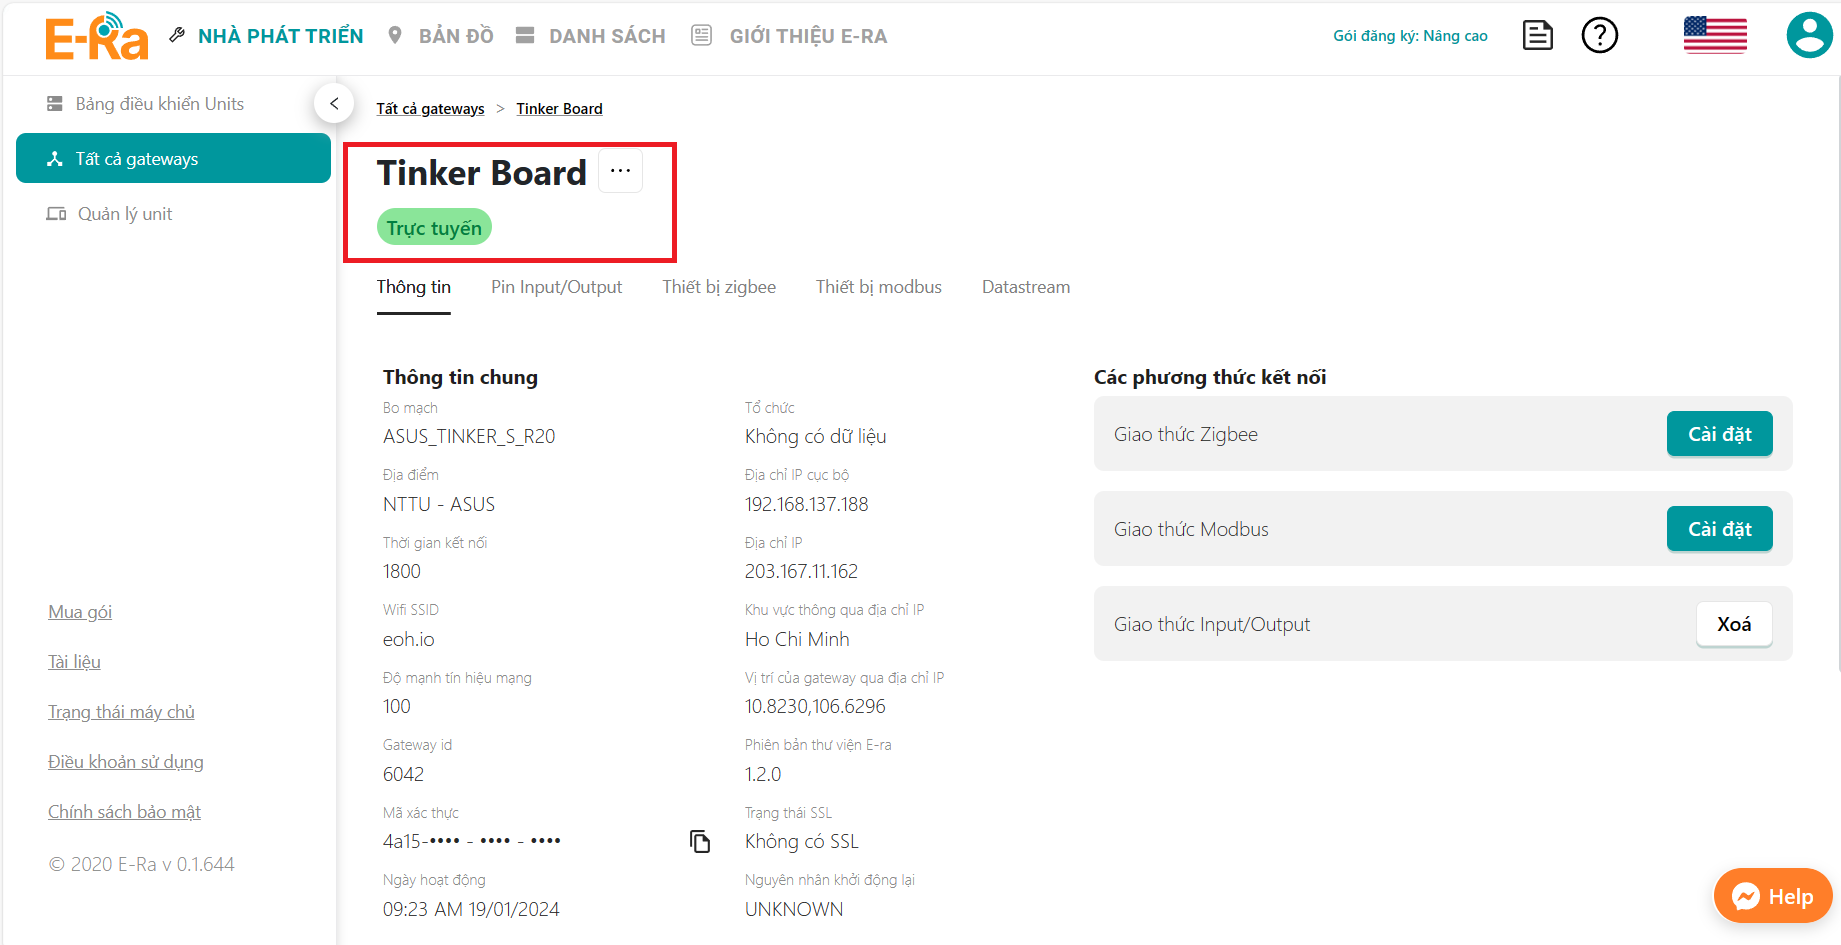 E-Ra
NHÀ PHÁT TRIỂN
BẢN ĐỒ
DANH SÁCH
GIỚI THIỆU E-RA
Gói đăng ký: Nâng cao
Bảng điều khiển Units
Tất cả gateways
Quản lý unit
Mua gói
Tài liệu
Trạng thái máy chủ
Điều khoản sử dụng
Chính sách bảo mật
© 2020 E-Ra v 0.1.644
Tất cả gateways > Tinker Board
Tinker Board ···
Trực tuyến
Thông tin
Pin Input/Output
Thiết bị zigbee
Thiết bị modbus
Datastream
Thông tin chung
Bo mạch
ASUS_TINKER_S_R20
Địa điểm
NTTU - ASUS
Thời gian kết nối
1800
Wifi SSID
eoh.io
Độ mạnh tín hiệu mạng
100
Gateway id
6042
Mã xác thực
4a15-•••• - •••• - ••••
Ngày hoạt động
09:23 AM 19/01/2024
Tổ chức
Không có dữ liệu
Địa chỉ IP cục bộ
192.168.137.188
Địa chỉ IP
203.167.11.162
Khu vực thông qua địa chỉ IP
Ho Chi Minh
Vị trí của gateway qua địa chỉ IP
10.8230,106.6296
Phiên bản thư viện E-ra
1.2.0
Trạng thái SSL
Không có SSL
Nguyên nhân khởi động lại
UNKNOWN
Các phương thức kết nối
Giao thức Zigbee
Cài đặt
Giao thức Modbus
Cài đặt
Giao thức Input/Output
Xoá
Help